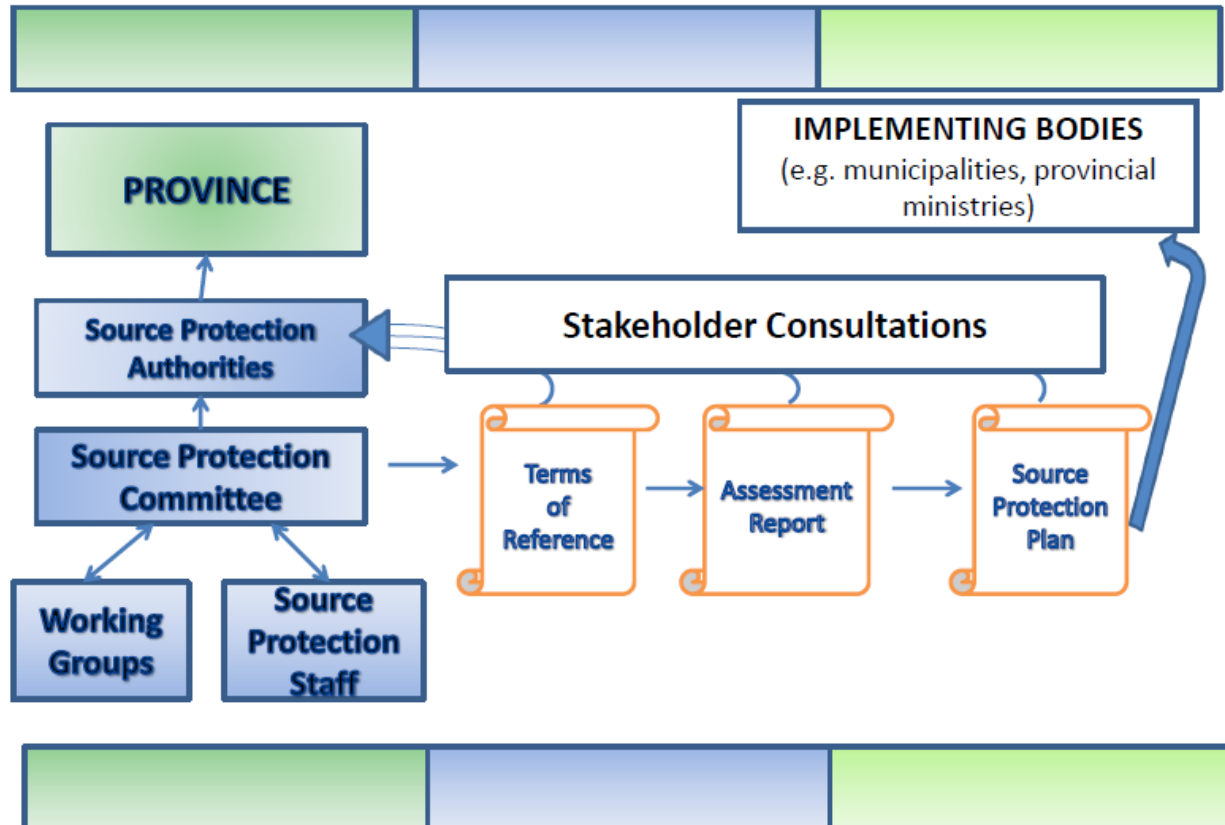 PROVINCE
IMPLEMENTING BODIES
(e.g. municipalities, provincial
ministries)
Source Protection
Authorities
Stakeholder Consultations
Source Protection
Committee
Terms
of
Reference
Assessment
Report
Source
Protection
Plan
Working
Groups
Source
Protection
Staff